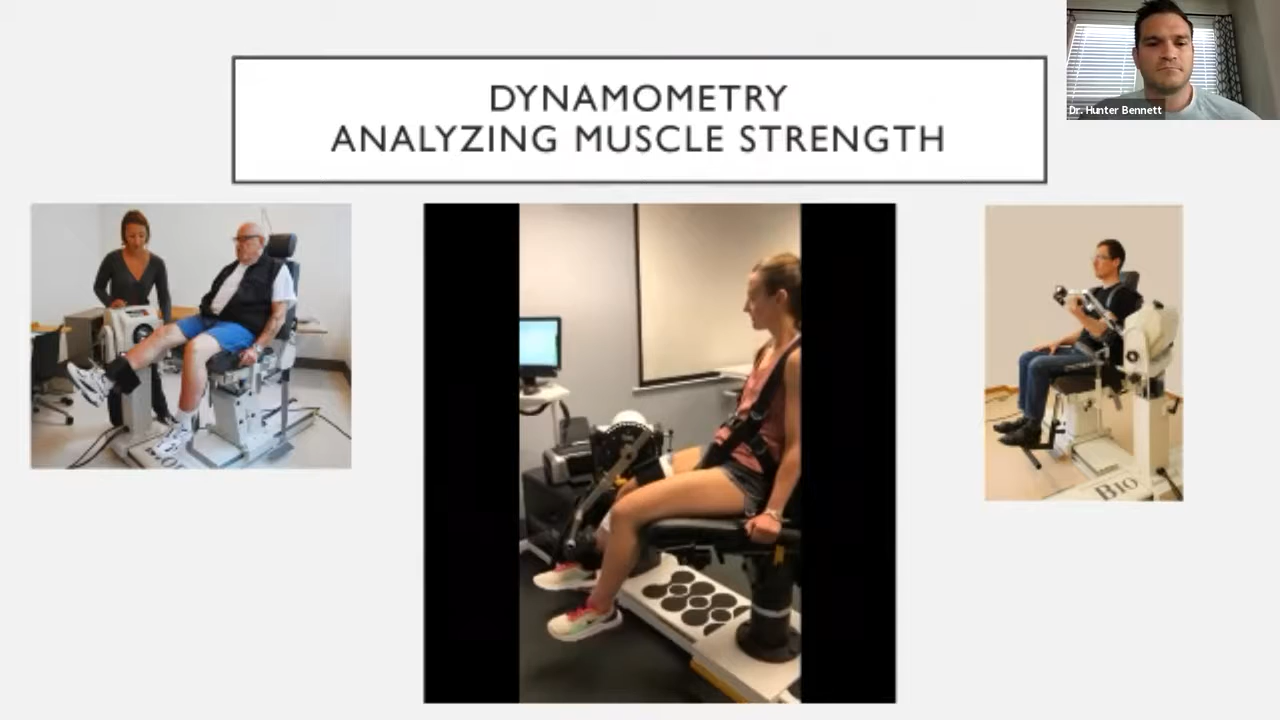 DYNAMOMETRY
ANALYZING MUSCLE STRENGTH
Dr. Hunter Bennett
BIO